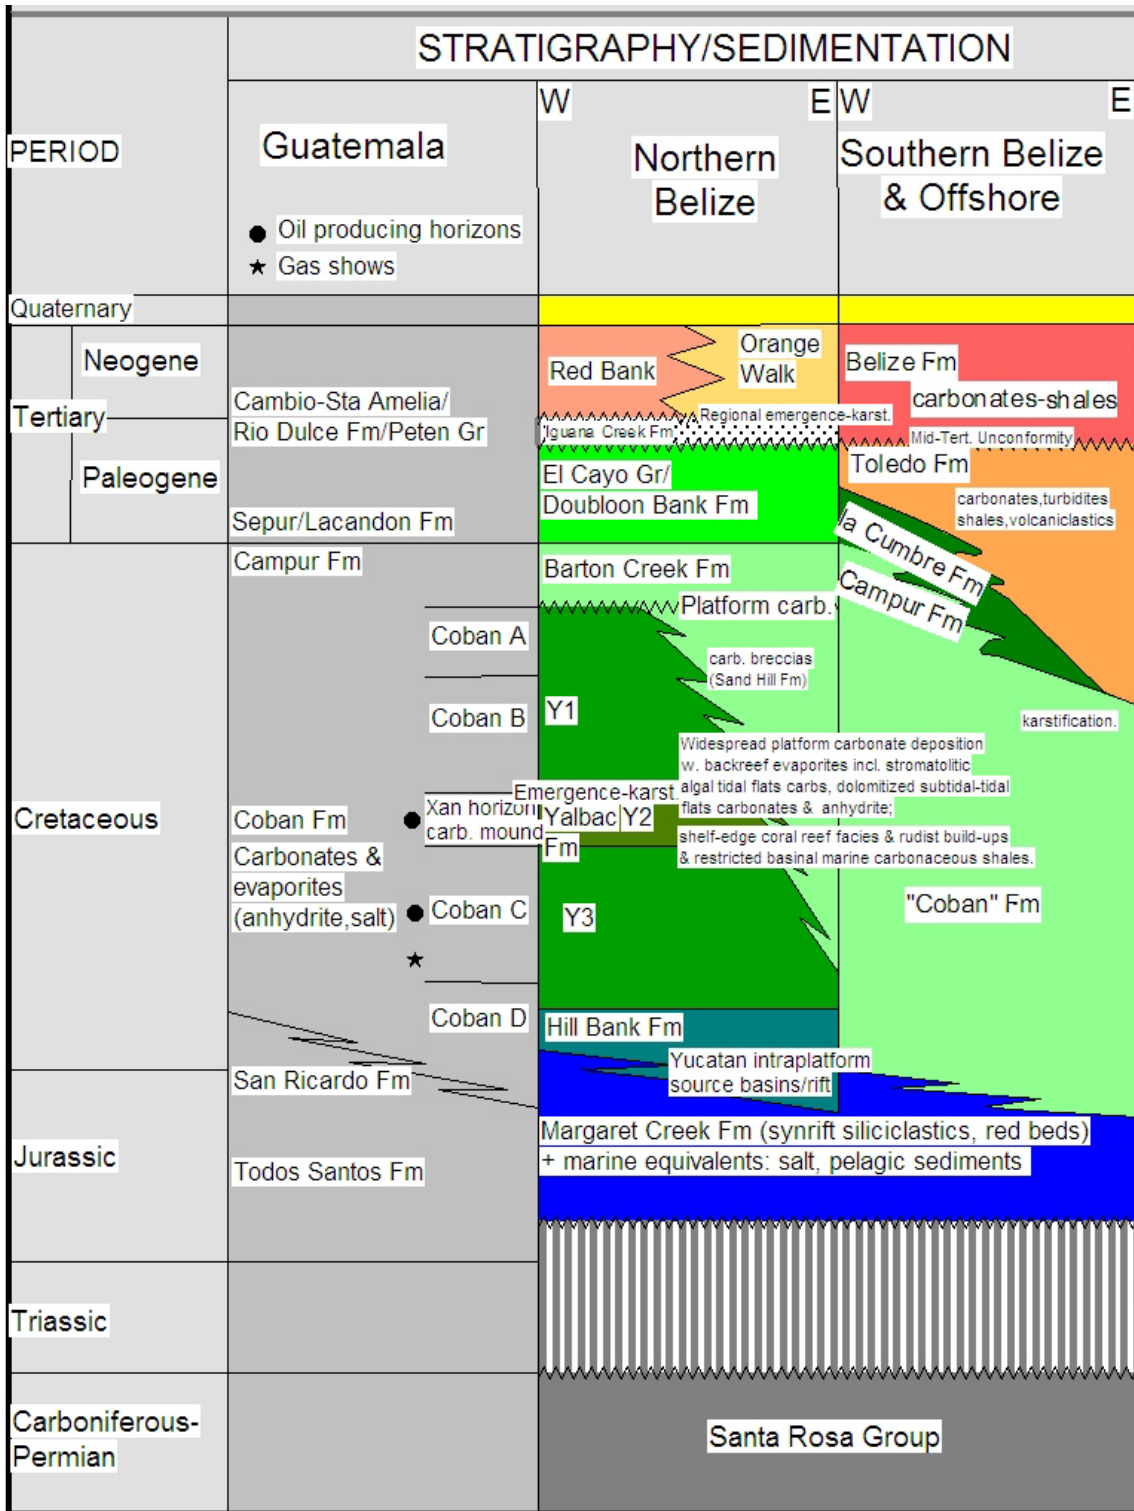 STRATIGRAPHY/SEDIMENTATION
PERIOD
Guatemala
Oil producing horizons
Gas shows
W
E
Northern
Belize
W
E
Southern Belize
& Offshore
Quaternary
Tertiary
Neogene
Paleogene
Cambio-Sta Amelia/
Rio Dulce Fm/Peten Gr
Sepur/Lacandon Fm
Red Bank
Orange
Walk
Regional emergence-karst.
Iguana Creek Fm
El Cayo Gr/
Doubloon Bank Fm
Belize Fm
carbonates-shales
Mid-Tert. Unconformity
Toledo Fm
carbonates,turbidites
shales,volcaniclastics
la Cumbre Fm
Campur Fm
Cretaceous
Campur Fm
Coban A
Coban B
Xan horizon
carb. mound
Coban Fm
Carbonates &
evaporites
(anhydrite,salt)
Coban C
Coban D
Barton Creek Fm
Platform carb.
carb. breccias
(Sand Hill Fm)
Y1
karstification.
Widespread platform carbonate deposition
w. backreef evaporites incl. stromatolitic
algal tidal flats carbs, dolomitized subtidal-tidal
flats carbonates & anhydrite;
Emergence-karst.
Yalbac Y2
Fm
shelf-edge coral reef facies & rudist build-ups
& restricted basinal marine carbonaceous shales.
"Coban" Fm
Y3
Hill Bank Fm
Yucatan intraplatform
source basins/rift
San Ricardo Fm
Jurassic
Todos Santos Fm
Margaret Creek Fm (synrift siliciclastics, red beds)
+ marine equivalents: salt, pelagic sediments
Triassic
Carboniferous-
Permian
Santa Rosa Group